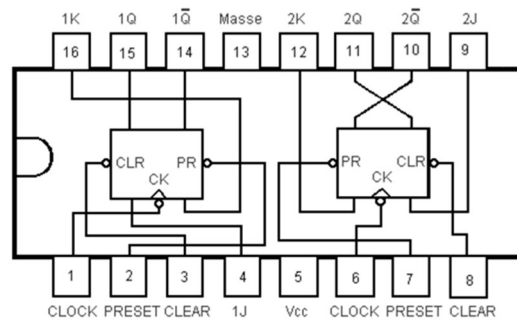 1K 1Q 1Q̅ Masse 2K 2Q 2Q̅ 2J
16 15 14 13 12 11 10 9
CLR PR PR CLR
CK CK
1 2 3 4 5 6 7 8
CLOCK PRESET CLEAR 1J Vcc CLOCK PRESET CLEAR